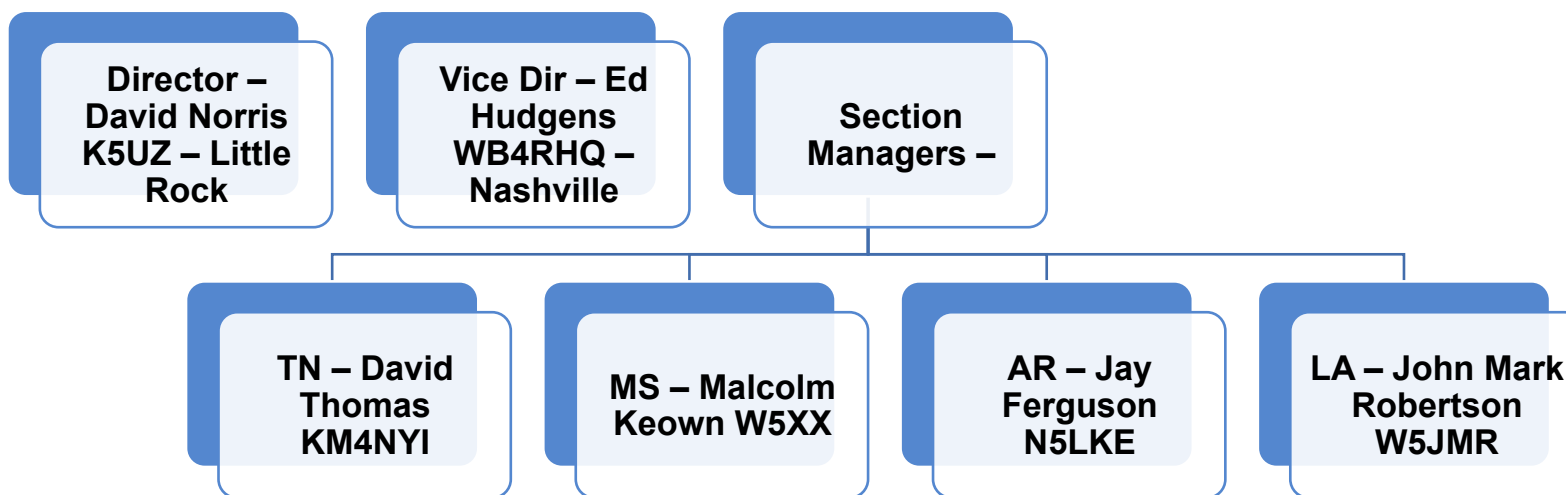 Director –
David Norris
K5UZ – Little
Rock
Vice Dir – Ed
Hudgens
WB4RHQ –
Nashville
Section
Managers –
TN – David
Thomas
KM4NYI
MS – Malcolm
Keown W5XX
AR – Jay
Ferguson
N5LKE
LA – John Mark
Robertson
W5JMR